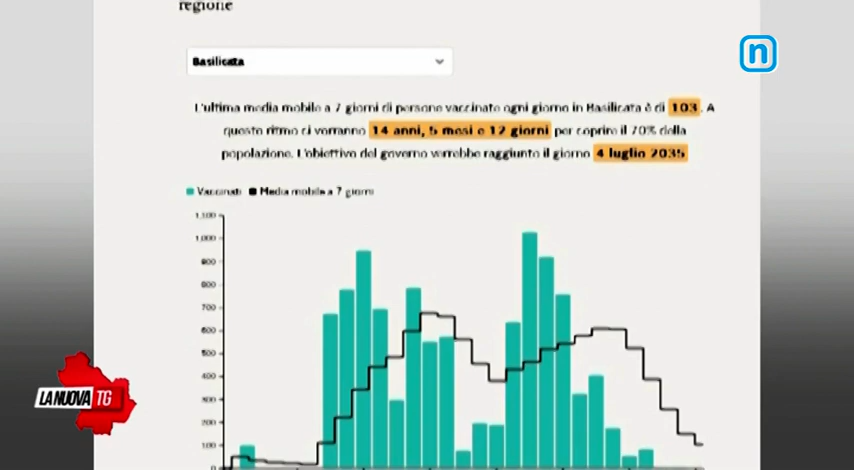 regione
n
Basilicata
L'ultima media mobile a 7 giorni di persone vaccinate ogni giorno in Basilicata è di 103. A
questo ritmo ci vorranno 14 anni, 5 mesi e 12 giorni per coprire il 70% della
popolazione. L'obiettivo del governo verrebbe raggiunto il giorno 4 luglio 2035
Vaccinati Media mobile a 7 giorni
1,100
1,000
900
800
700
600
500
400
300
200
100
0
LA NUOVA TG